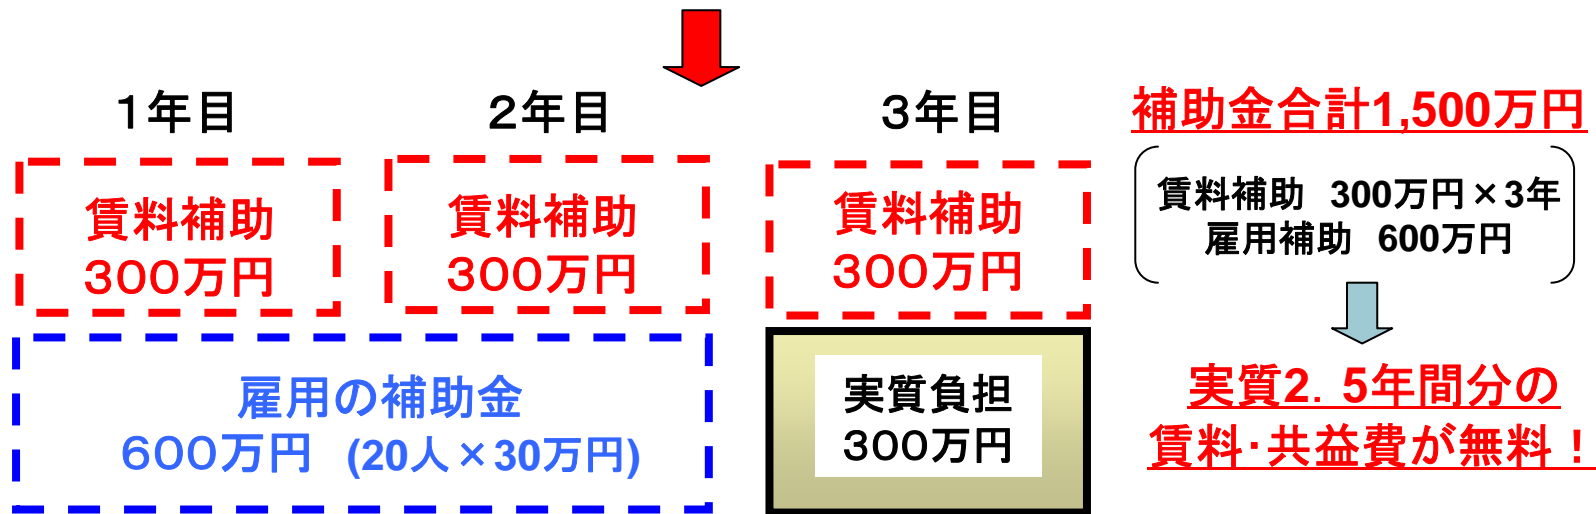 1年目
2年目
3年目
賃料補助
300万円
賃料補助
300万円
賃料補助
300万円
雇用の補助金
600万円 (20人×30万円)
実質負担
300万円
補助金合計1,500万円
賃料補助 300万円×3年
雇用補助 600万円
実質2．5年間分の
賃料･共益費が無料！